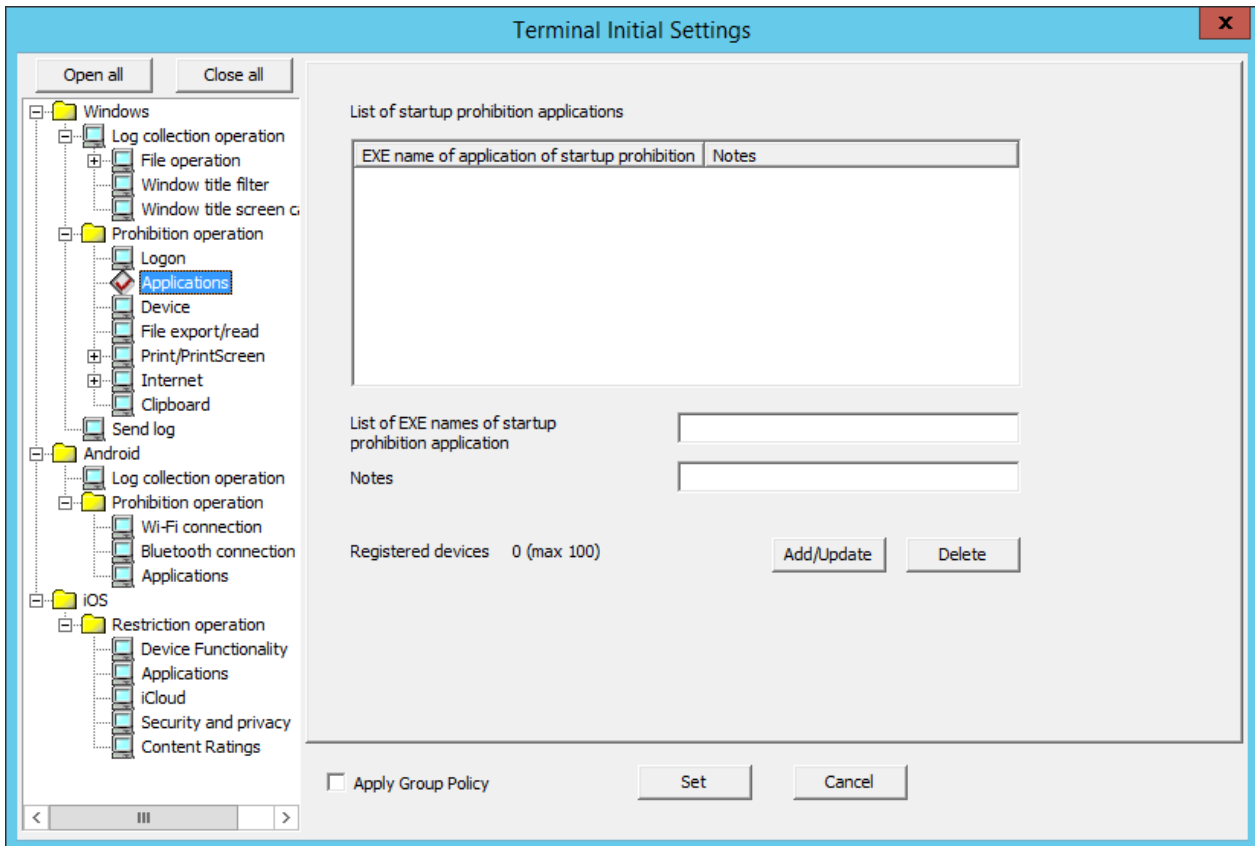 Terminal Initial Settings
x
Open all
Close all
Windows
Log collection operation
File operation
Window title filter
Window title screen ca
Prohibition operation
Logon
Applications
Device
File export/read
Print/PrintScreen
Internet
Clipboard
Send log
Android
Log collection operation
Prohibition operation
Wi-Fi connection
Bluetooth connection
Applications
iOS
Restriction operation
Device Functionality
Applications
iCloud
Security and privacy
Content Ratings
List of startup prohibition applications
EXE name of application of startup prohibition
Notes
List of EXE names of startup
prohibition application
Notes
Registered devices 0 (max 100)
Add/Update
Delete
Apply Group Policy
Set
Cancel